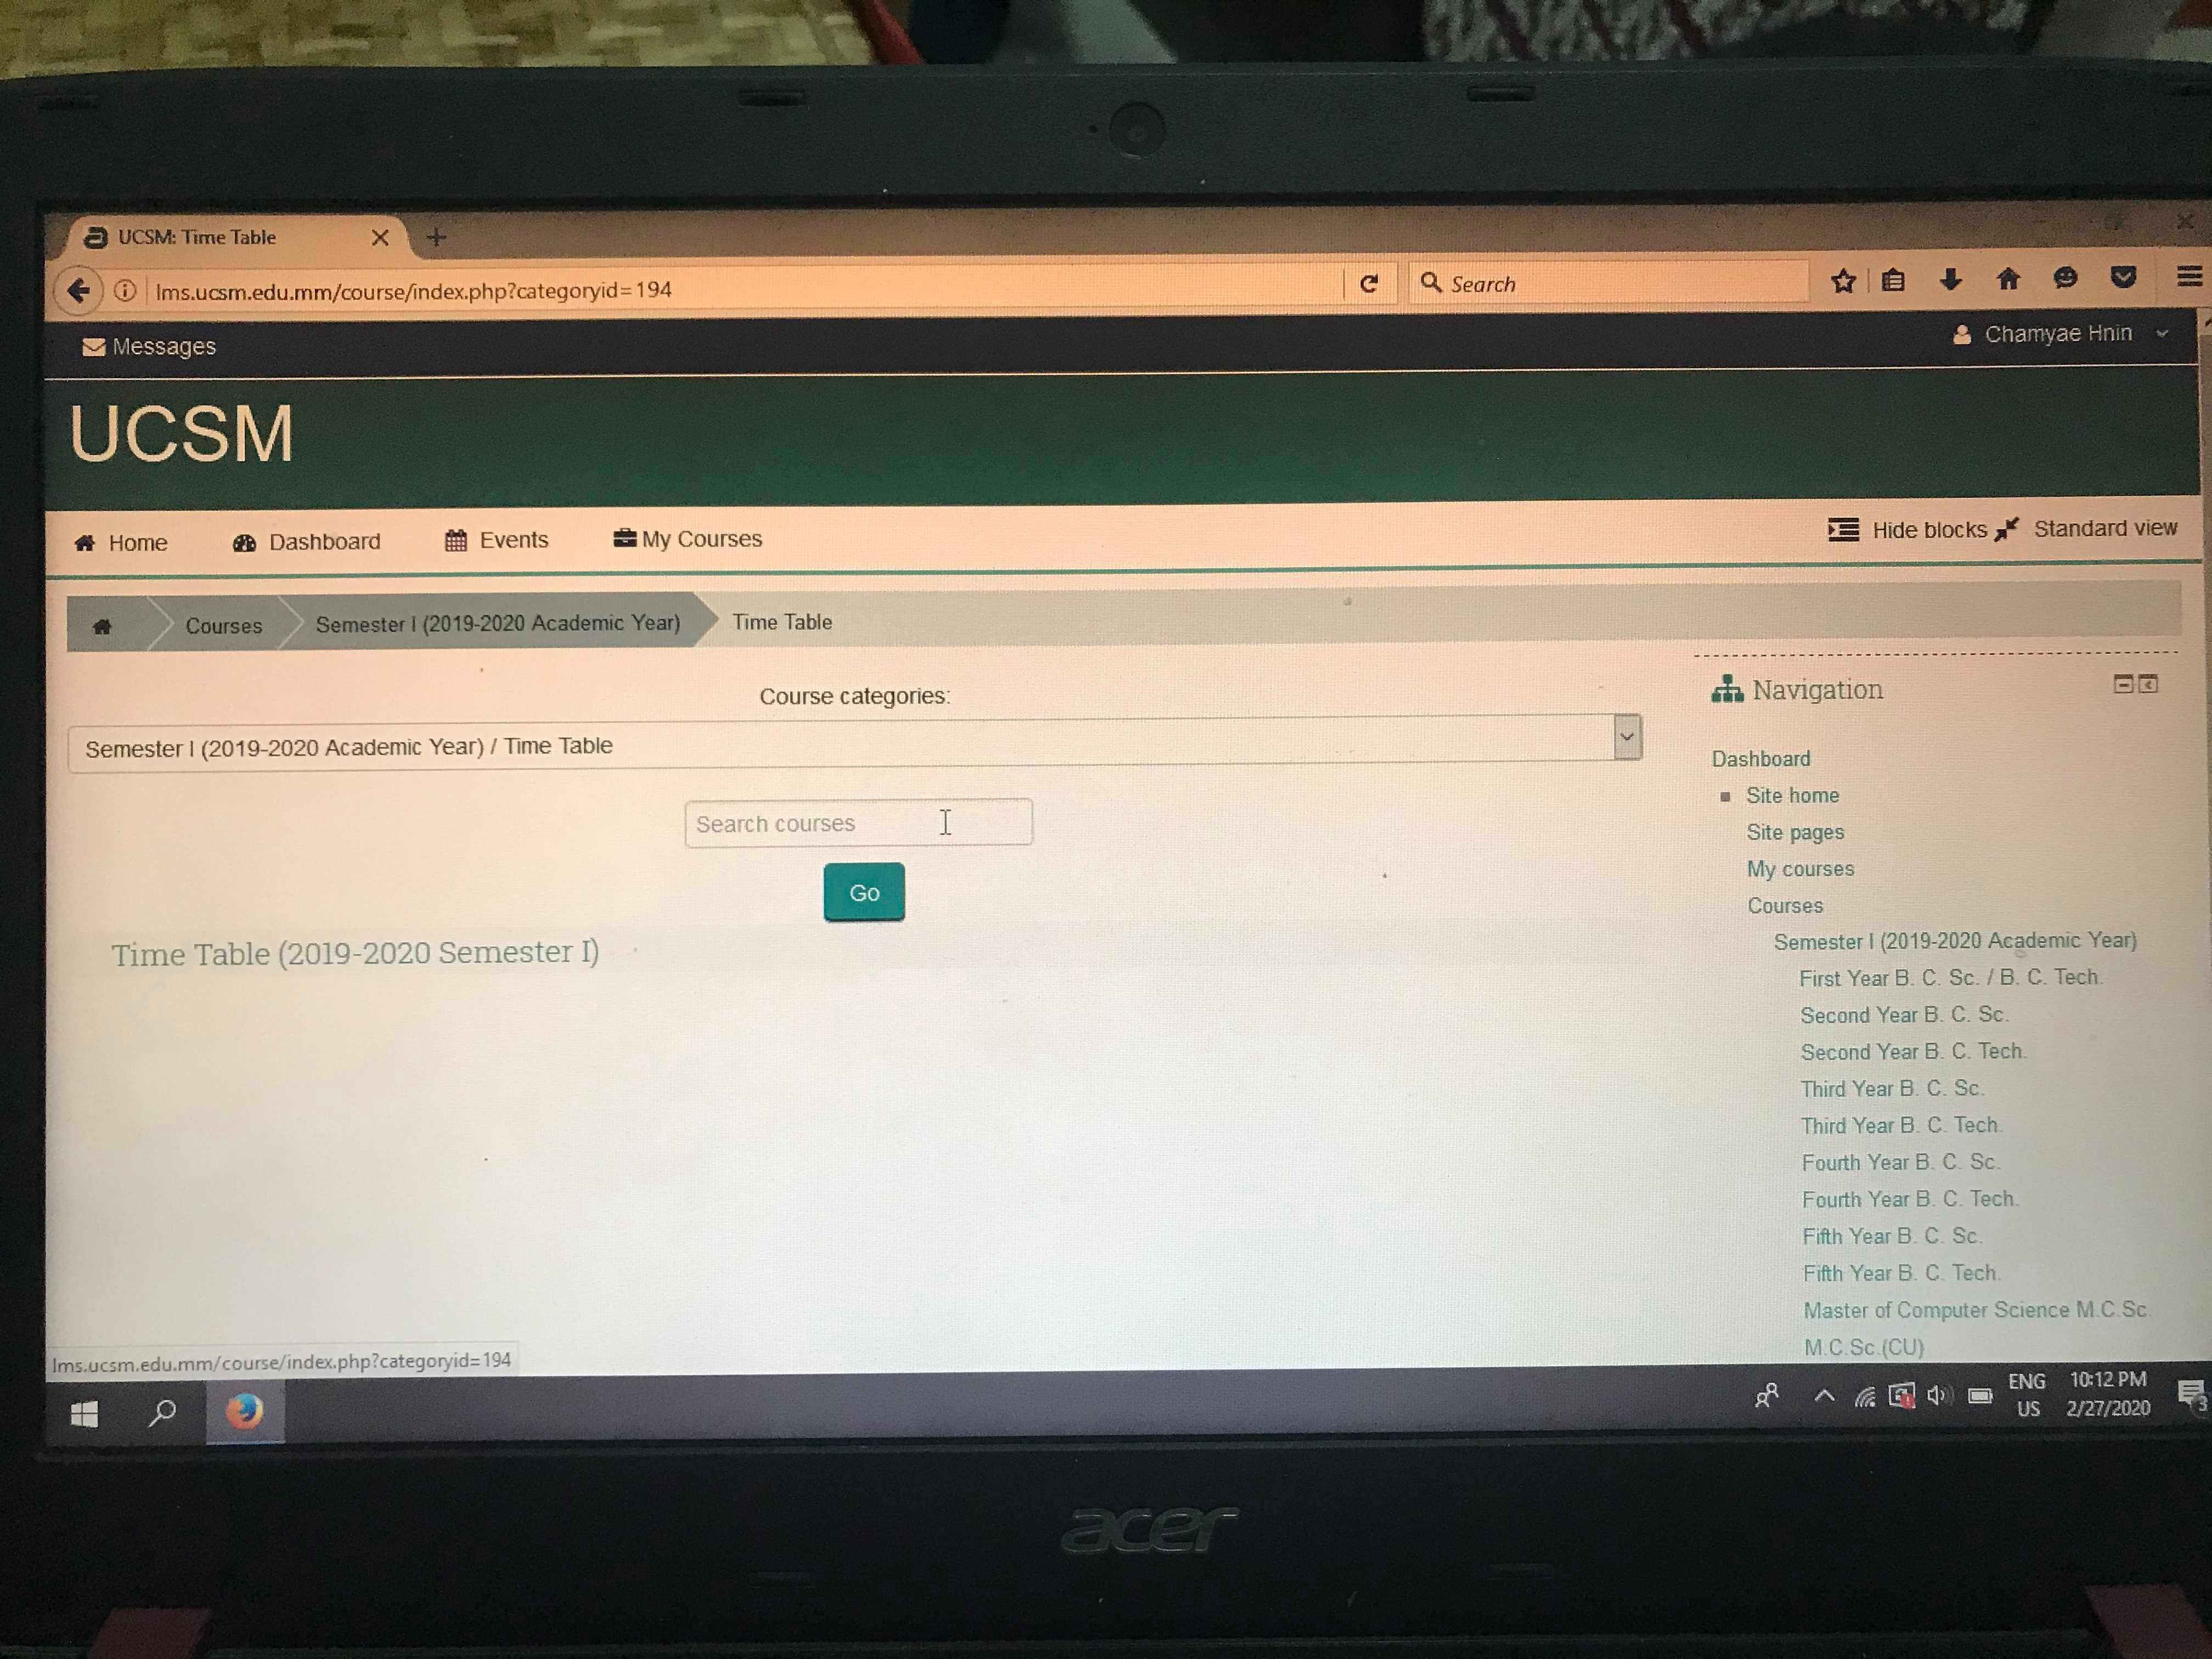 UCSM: Time Table
lms.ucsm.edu.mm/course/index.php?categoryid=194
Search
Messages
Chamyae Hnin
UCSM
Home
Dashboard
Events
My Courses
Hide blocks
Standard view
Courses
Semester I (2019-2020 Academic Year)
Time Table
Course categories:
Semester I (2019-2020 Academic Year) / Time Table
Search courses
Go
Time Table (2019-2020 Semester I)
Navigation
Dashboard
Site home
Site pages
My courses
Courses
Semester I (2019-2020 Academic Year)
First Year B. C. Sc. / B. C. Tech.
Second Year B. C. Sc.
Second Year B. C. Tech.
Third Year B. C. Sc.
Third Year B. C. Tech.
Fourth Year B. C. Sc.
Fourth Year B. C. Tech.
Fifth Year B. C. Sc.
Fifth Year B. C. Tech.
Master of Computer Science M.C.Sc.
M.C.Sc.(CU)
lms.ucsm.edu.mm/course/index.php?categoryid=194
ENG
US
10:12 PM
2/27/2020
3
acer